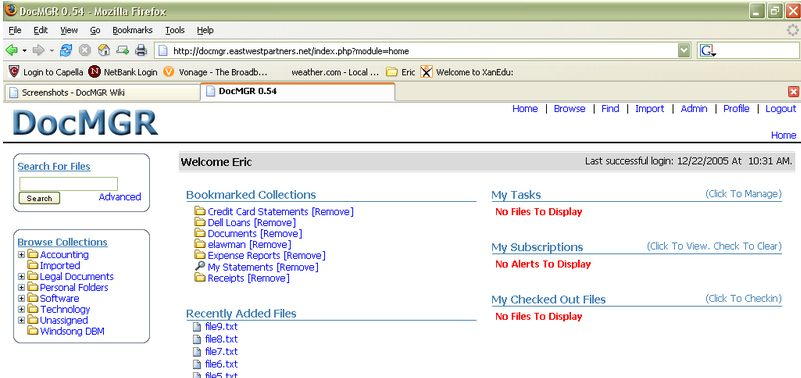 DocMGR 0.54 - Mozilla Firefox
File Edit View Go Bookmarks Tools Help
http://docmgr.eastwestpartners.net/index.php?module=home
Login to Capella NetBank Login Vonage - The Broadb... weather.com - Local ... Eric Welcome to XanEdu:
Screenshots - DocMGR Wiki DocMGR 0.54
DocMGR
Home | Browse | Find | Import | Admin | Profile | Logout
Home
Search For Files
Search Advanced
Browse Collections
Accounting
Imported
Legal Documents
Personal Folders
Software
Technology
Unassigned
Windsong DBM
Welcome Eric Last successful login: 12/22/2005 At 10:31 AM.
Bookmarked Collections
Credit Card Statements [Remove]
Dell Loans [Remove]
Documents [Remove]
elawman [Remove]
Expense Reports [Remove]
My Statements [Remove]
Receipts [Remove]
Recently Added Files
file9.txt
file8.txt
file7.txt
file6.txt
file5.txt
My Tasks (Click To Manage)
No Files To Display
My Subscriptions (Click To View. Check To Clear)
No Alerts To Display
My Checked Out Files (Click To Checkin)
No Files To Display